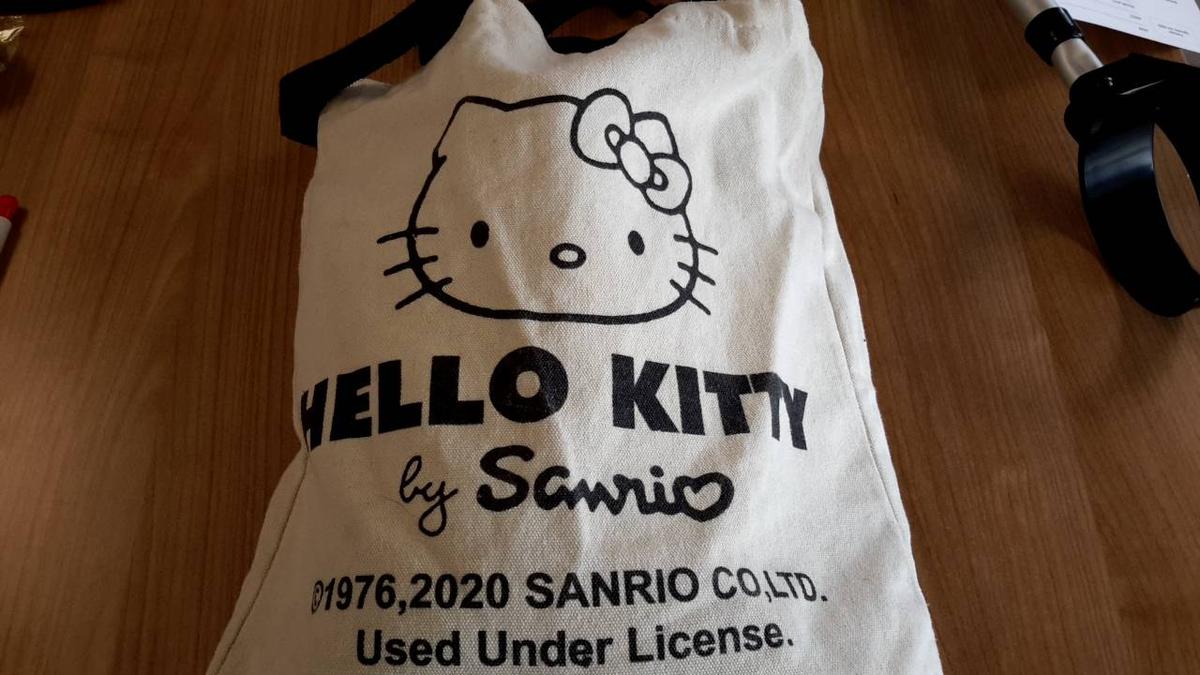 HELLO KITTY
by Sanrio
©1976,2020 SANRIO CO,LTD.
Used Under License.